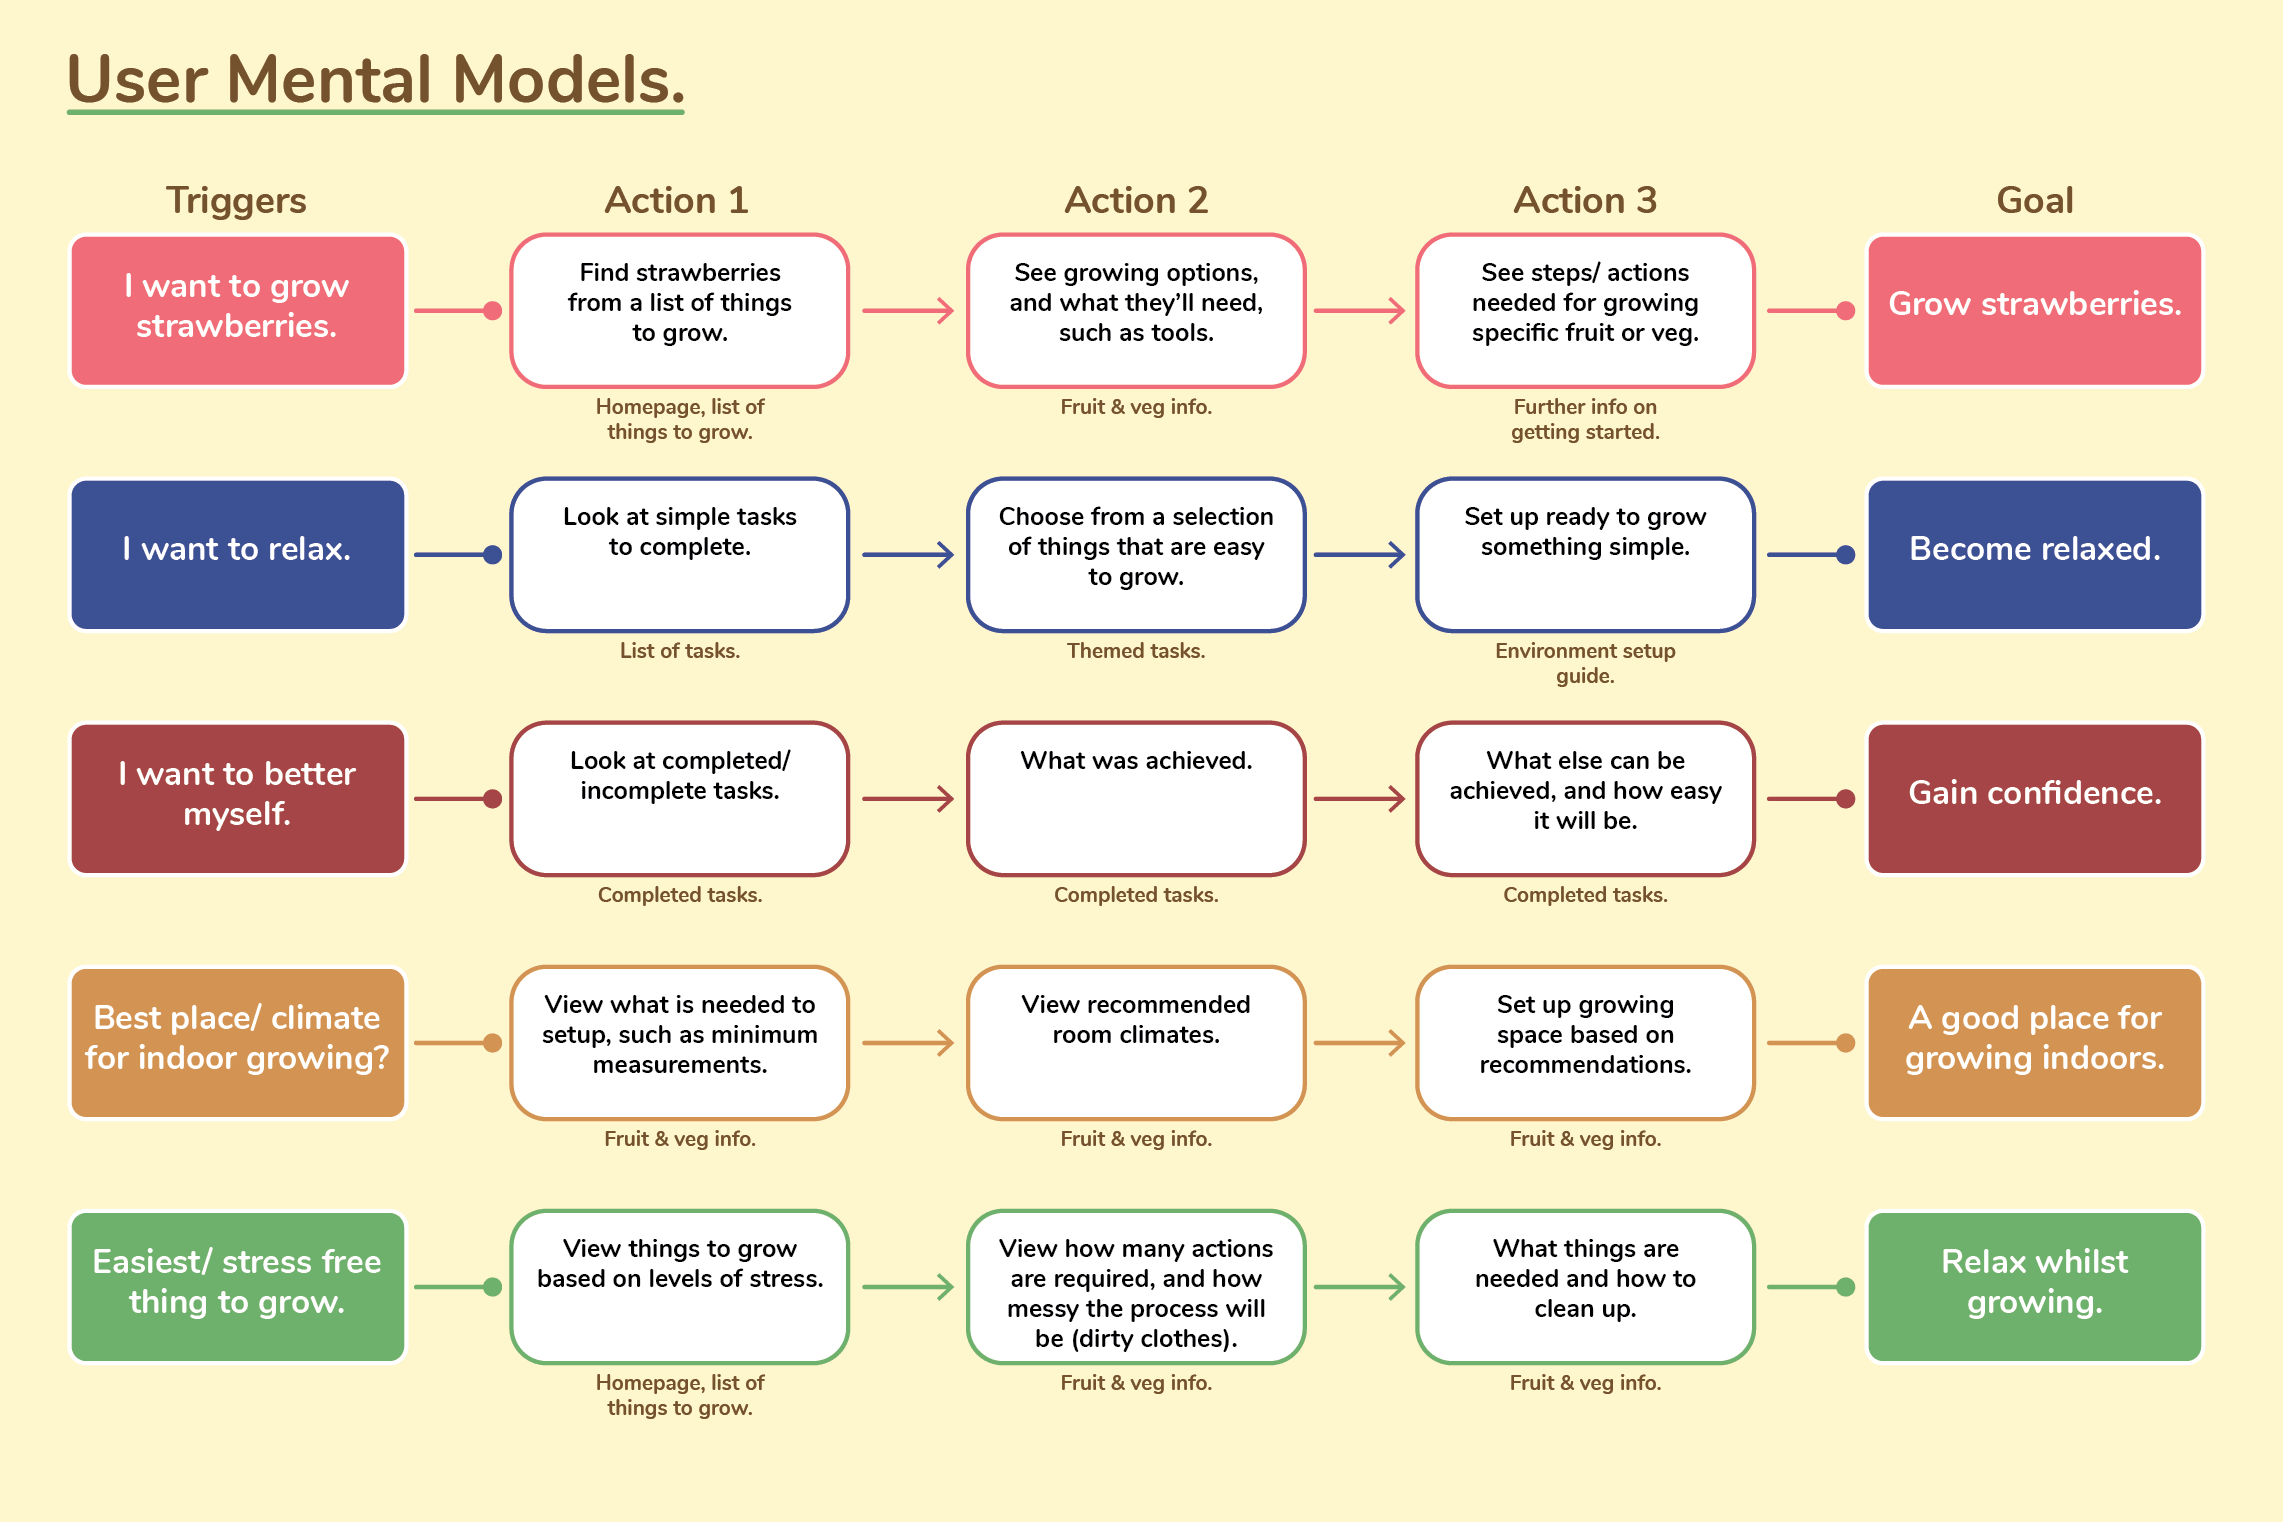 User Mental Models.
Triggers
Action 1
Action 2
Action 3
Goal
I want to grow
strawberries.
Find strawberries
from a list of things
to grow.
Homepage, list of
things to grow.
See growing options,
and what they'll need,
such as tools.
Fruit & veg info.
See steps/ actions
needed for growing
specific fruit or veg.
Further info on
getting started.
Grow strawberries.
I want to relax.
Look at simple tasks
to complete.
List of tasks.
Choose from a selection
of things that are easy
to grow.
Themed tasks.
Set up ready to grow
something simple.
Environment setup
guide.
Become relaxed.
I want to better
myself.
Look at completed/
incomplete tasks.
Completed tasks.
What was achieved.
Completed tasks.
What else can be
achieved, and how easy
it will be.
Completed tasks.
Gain confidence.
Best place/ climate
for indoor growing?
View what is needed to
setup, such as minimum
measurements.
Fruit & veg info.
View recommended
room climates.
Fruit & veg info.
Set up growing
space based on
recommendations.
Fruit & veg info.
A good place for
growing indoors.
Easiest/ stress free
thing to grow.
View things to grow
based on levels of stress.
Homepage, list of
things to grow.
View how many actions
are required, and how
messy the process will
be (dirty clothes).
Fruit & veg info.
What things are
needed and how to
clean up.
Fruit & veg info.
Relax whilst
growing.